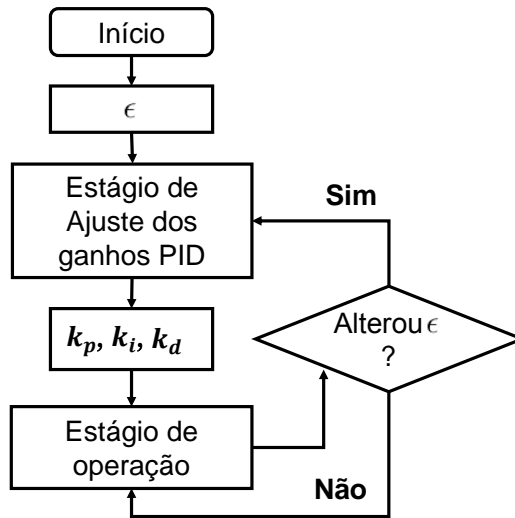 Início
ϵ
Estágio de
Ajuste dos
ganhos PID
Sim
k_p, k_i, k_d
Alterou ϵ
?
Estágio de
operação
Não